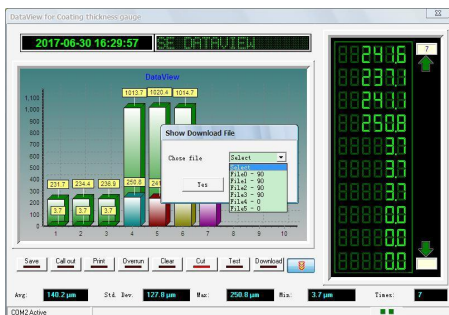 DataView for Coating thickness gauge
2017-06-30 16:29:57
SE DATAVIEW
DataView
1,100
1,000
900
800
700
600
500
400
300
200
100
0
1013.7 1020.4 1014.7
231.7 234.4 236.9 250.8 241
3.7 3.7 3.7
1 2 3 4 5 6 7 8 9 10
Show Download File
Chose file
Select
Select
File0 - 90
File1 - 90
File2 - 90
File3 - 90
File4 - 0
File5 - 0
Yes
241.6
237.1
241.1
250.8
3.7
3.7
3.7
0.0
0.0
0.0
7
Save Call out Print Overrun Clear Cut Test Download
Avg: 140.2 μm Std. Dev: 127.8 μm Max: 250.8 μm Min: 3.7 μm Times: 7
COM2 Active